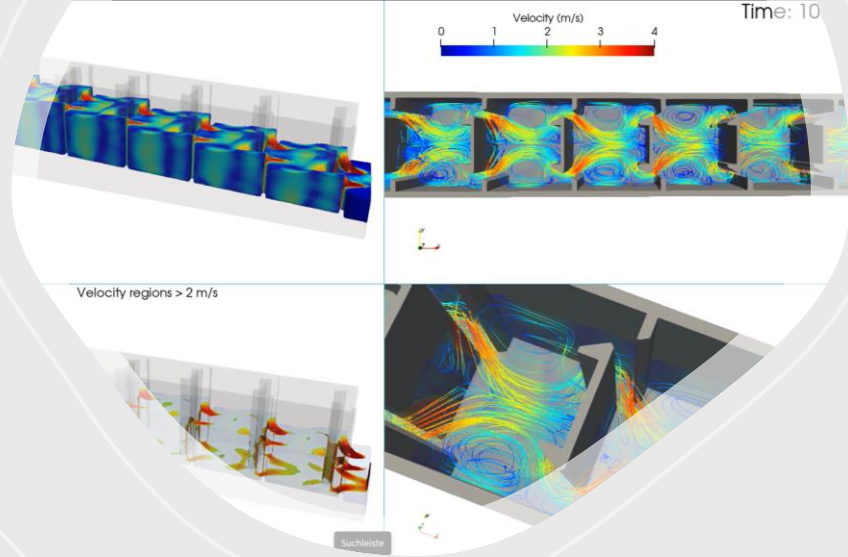 Velocity (m/s)
0 1 2 3 4
Time: 10.
Velocity regions > 2 m/s
Suchleiste